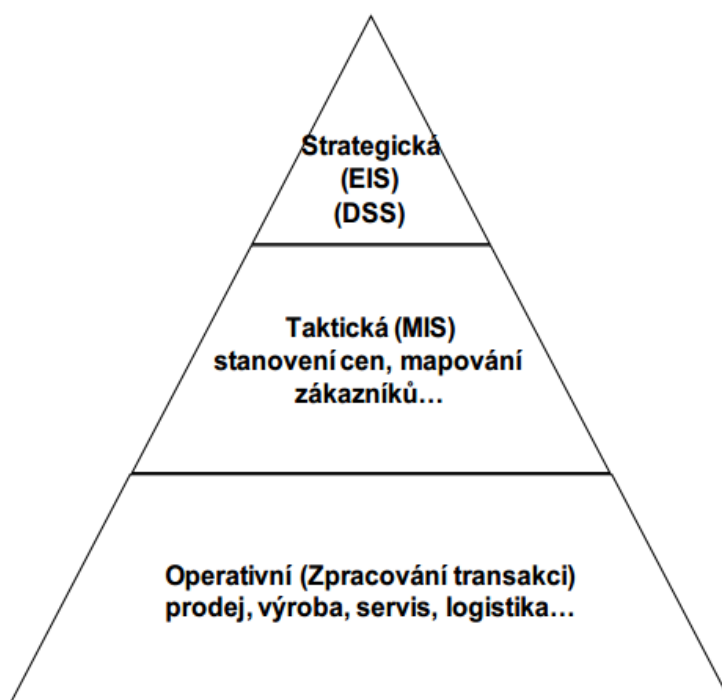 Strategická
(EIS)
(DSS)
Taktická (MIS)
stanovení cen, mapování
zákazníků…
Operativní (Zpracování transakci)
prodej, výroba, servis, logistika…